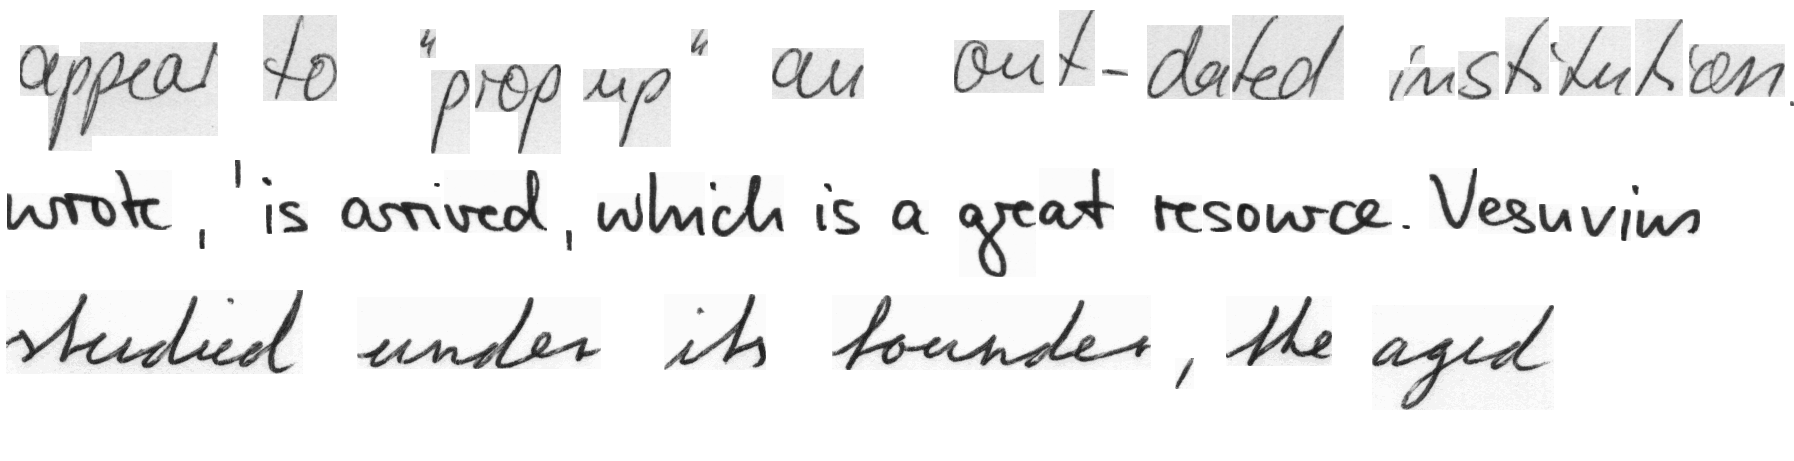 appear to "prop up" an out-dated institution.
wrote, 'is arrived, which is a great resource. Vesuvius
studied under its founder, the aged